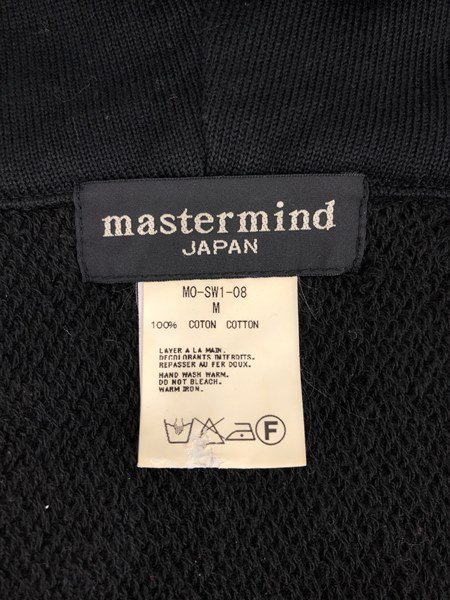 mastermind
JAPAN
MO-SW1-08
M
100% COTON COTTON
LAVER A LA MAIN.
DECOLORANTS INTERDITS.
REPASSER AU FER DOUX.
HAND WASH WARM.
DO NOT BLEACH.
WARM IRON.
F